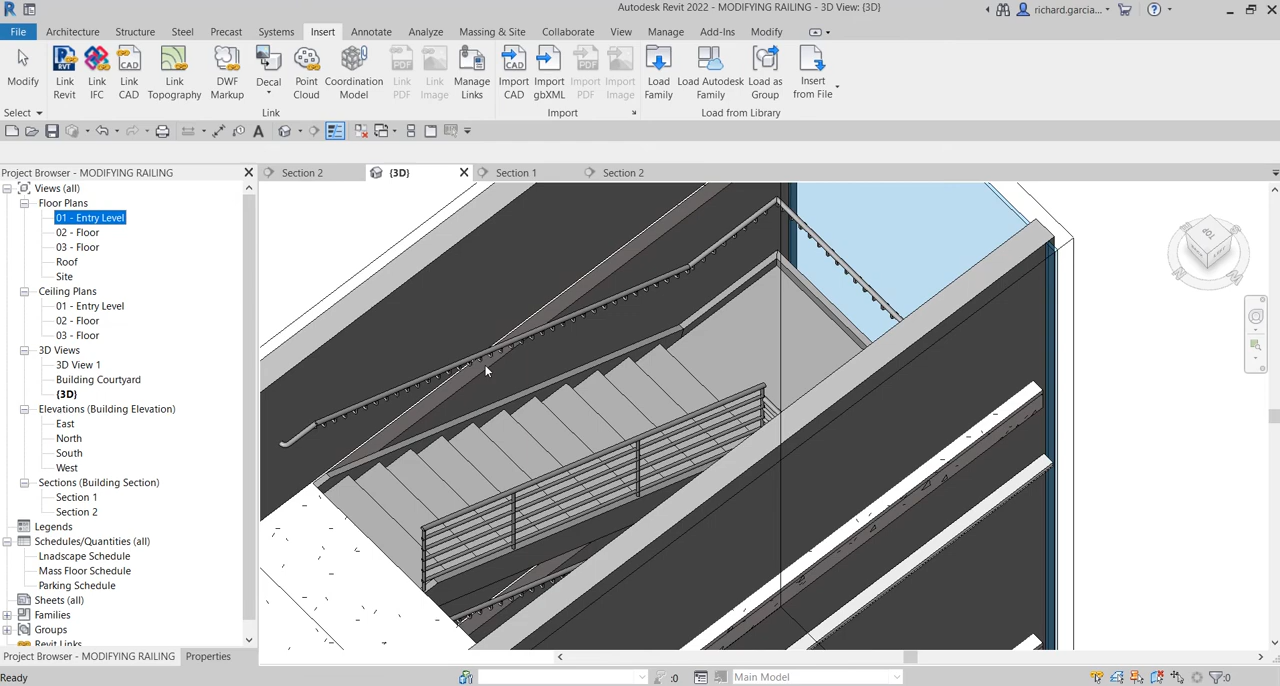 Autodesk Revit 2022 - MODIFYING RAILING - 3D View: {3D}
richard.garcia...
File Architecture Structure Steel Precast Systems Insert Annotate Analyze Massing & Site Collaborate View Manage Add-Ins Modify
Modify
Link Revit
Link IFC
Link CAD
Link Topography
DWF Markup
Decal
Point Cloud
Coordination Model
Link PDF
Link Image
Manage Links
Import CAD
Import gbXML
Import PDF
Import Image
Load Family
Load Autodesk Family
Load as Group
Insert from File
Select
Link
Import
Load from Library
Project Browser - MODIFYING RAILING
Section 2
{3D}
Section 1
Section 2
Views (all)
Floor Plans
01 - Entry Level
02 - Floor
03 - Floor
Roof
Site
Ceiling Plans
01 - Entry Level
02 - Floor
03 - Floor
3D Views
3D View 1
Building Courtyard
{3D}
Elevations (Building Elevation)
East
North
South
West
Sections (Building Section)
Section 1
Section 2
Legends
Schedules/Quantities (all)
Lnadscape Schedule
Mass Floor Schedule
Parking Schedule
Sheets (all)
Families
Groups
Revit Links
TOP
Project Browser - MODIFYING RAILING
Properties
Ready
:0
Main Model
:0